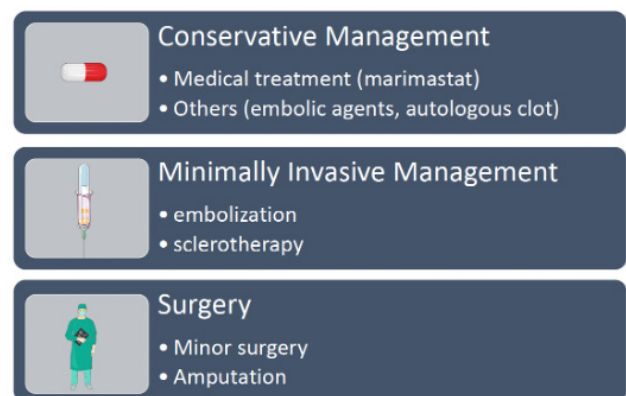 Conservative Management
• Medical treatment (marimastat)
• Others (embolic agents, autologous clot)
Minimally Invasive Management
• embolization
• sclerotherapy
Surgery
• Minor surgery
• Amputation